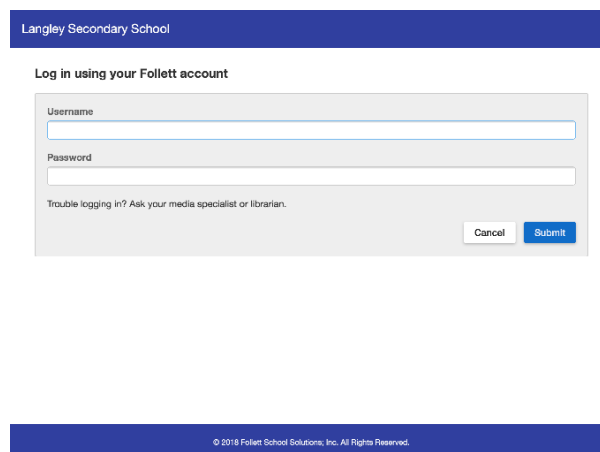 Langley Secondary School
Log in using your Follett account
Username
Password
Trouble logging in? Ask your media specialist or librarian.
Cancel Submit
© 2018 Follett School Solutions, Inc. All Rights Reserved.